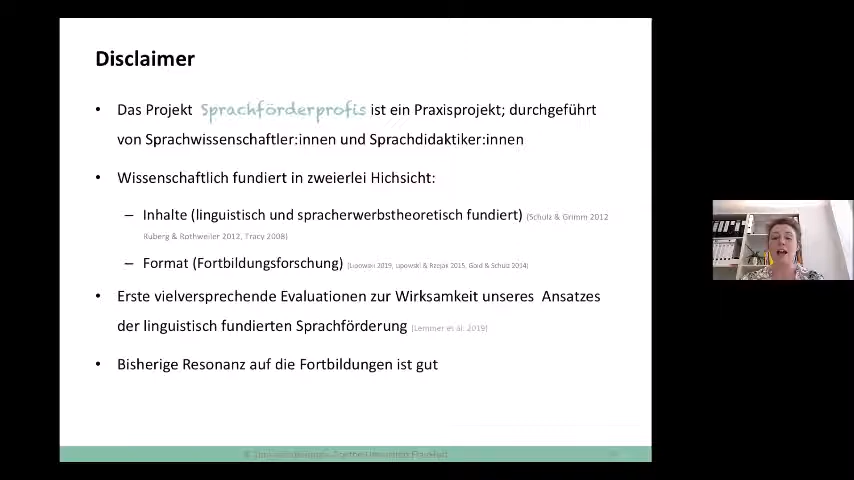 Disclaimer
• Das Projekt Sprachförderprofis ist ein Praxisprojekt; durchgeführt
von Sprachwissenschaftler:innen und Sprachdidaktiker:innen
• Wissenschaftlich fundiert in zweierlei Hichsicht:
– Inhalte (linguistisch und spracherwerbstheoretisch fundiert) (Schulz & Grimm 2012
Ruberg & Rothweiler 2012, Tracy 2008)
– Format (Fortbildungsforschung) (Lipowski 2019, Lipowski & Rzejak 2015, Gold & Schulz 2014)
• Erste vielversprechende Evaluationen zur Wirksamkeit unseres Ansatzes
der linguistisch fundierten Sprachförderung (Lemmer et al. 2019)
• Bisherige Resonanz auf die Fortbildungen ist gut